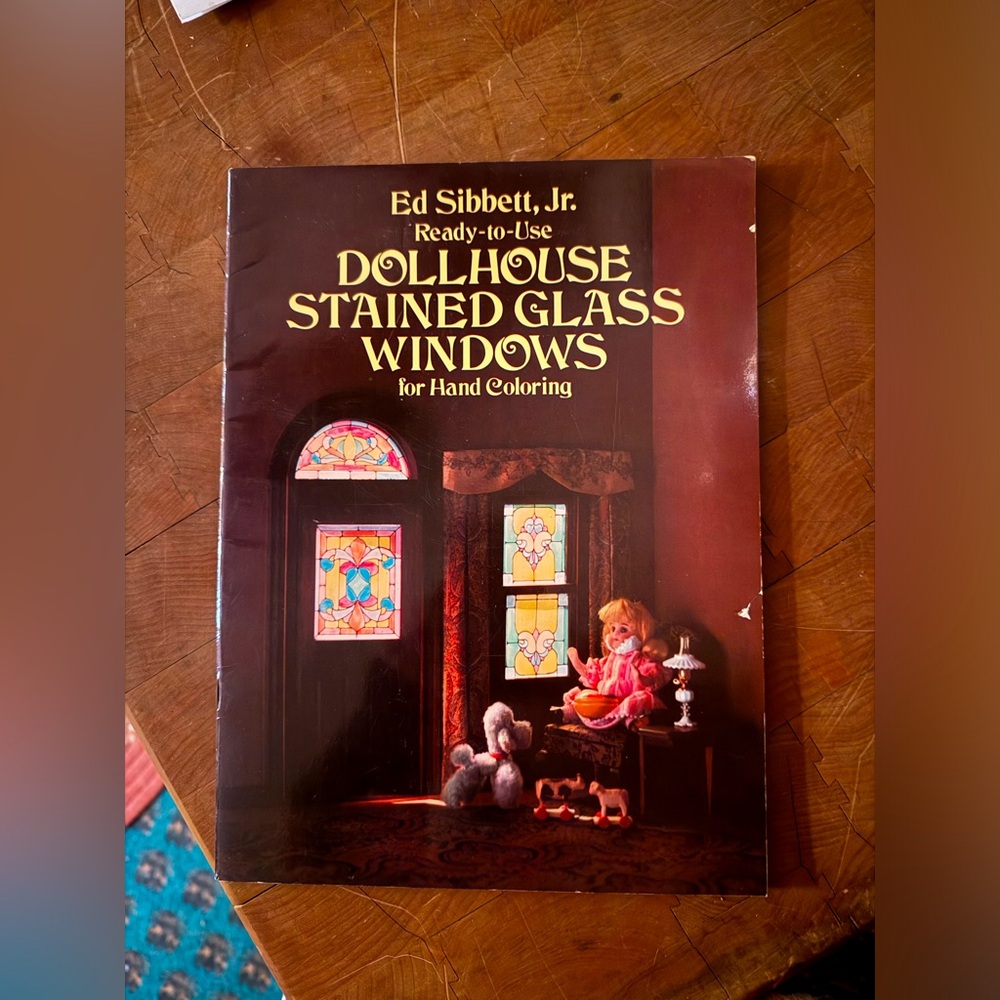 Ed Sibbett, Jr.
Ready-to-Use
DOLLHOUSE
STAINED GLASS
WINDOWS
for Hand Coloring